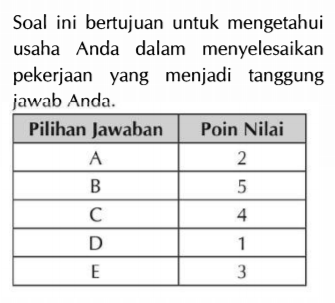 Soal ini bertujuan untuk mengetahui
usaha Anda dalam menyelesaikan
pekerjaan yang menjadi tanggung
jawab Anda.
Pilihan Jawaban Poin Nilai
A 2
B 5
C 4
D 1
E 3